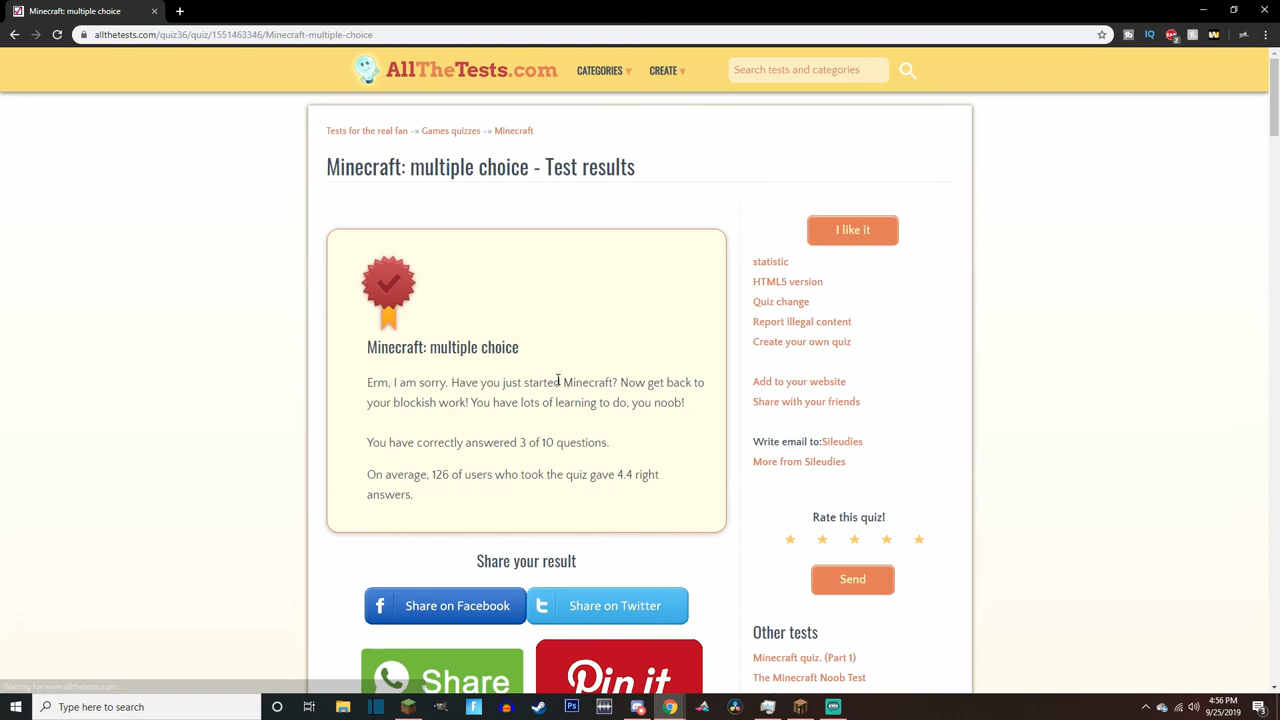 Minecraft: multiple choice - Test
allthetests.com/quiz36/quiz/1551463346/Minecraft-multiple-choice
AllTheTests.com
CATEGORIES ▾
CREATE ▾
Search tests and categories
Tests for the real fan -» Games quizzes -» Minecraft
Minecraft: multiple choice - Test results
Minecraft: multiple choice
Erm, I am sorry. Have you just started Minecraft? Now get back to
your blockish work! You have lots of learning to do, you noob!
You have correctly answered 3 of 10 questions.
On average, 126 of users who took the quiz gave 4.4 right
answers.
Share your result
Share on Facebook
Share on Twitter
Share
Pin it
I like it
statistic
HTML5 version
Quiz change
Report illegal content
Create your own quiz
Add to your website
Share with your friends
Write email to:Sileudies
More from Sileudies
Rate this quiz!
Send
Other tests
Minecraft quiz. (Part 1)
The Minecraft Noob Test
Waiting for www.allthetests.com...
Type here to search
4:56 PM
9/25/2019